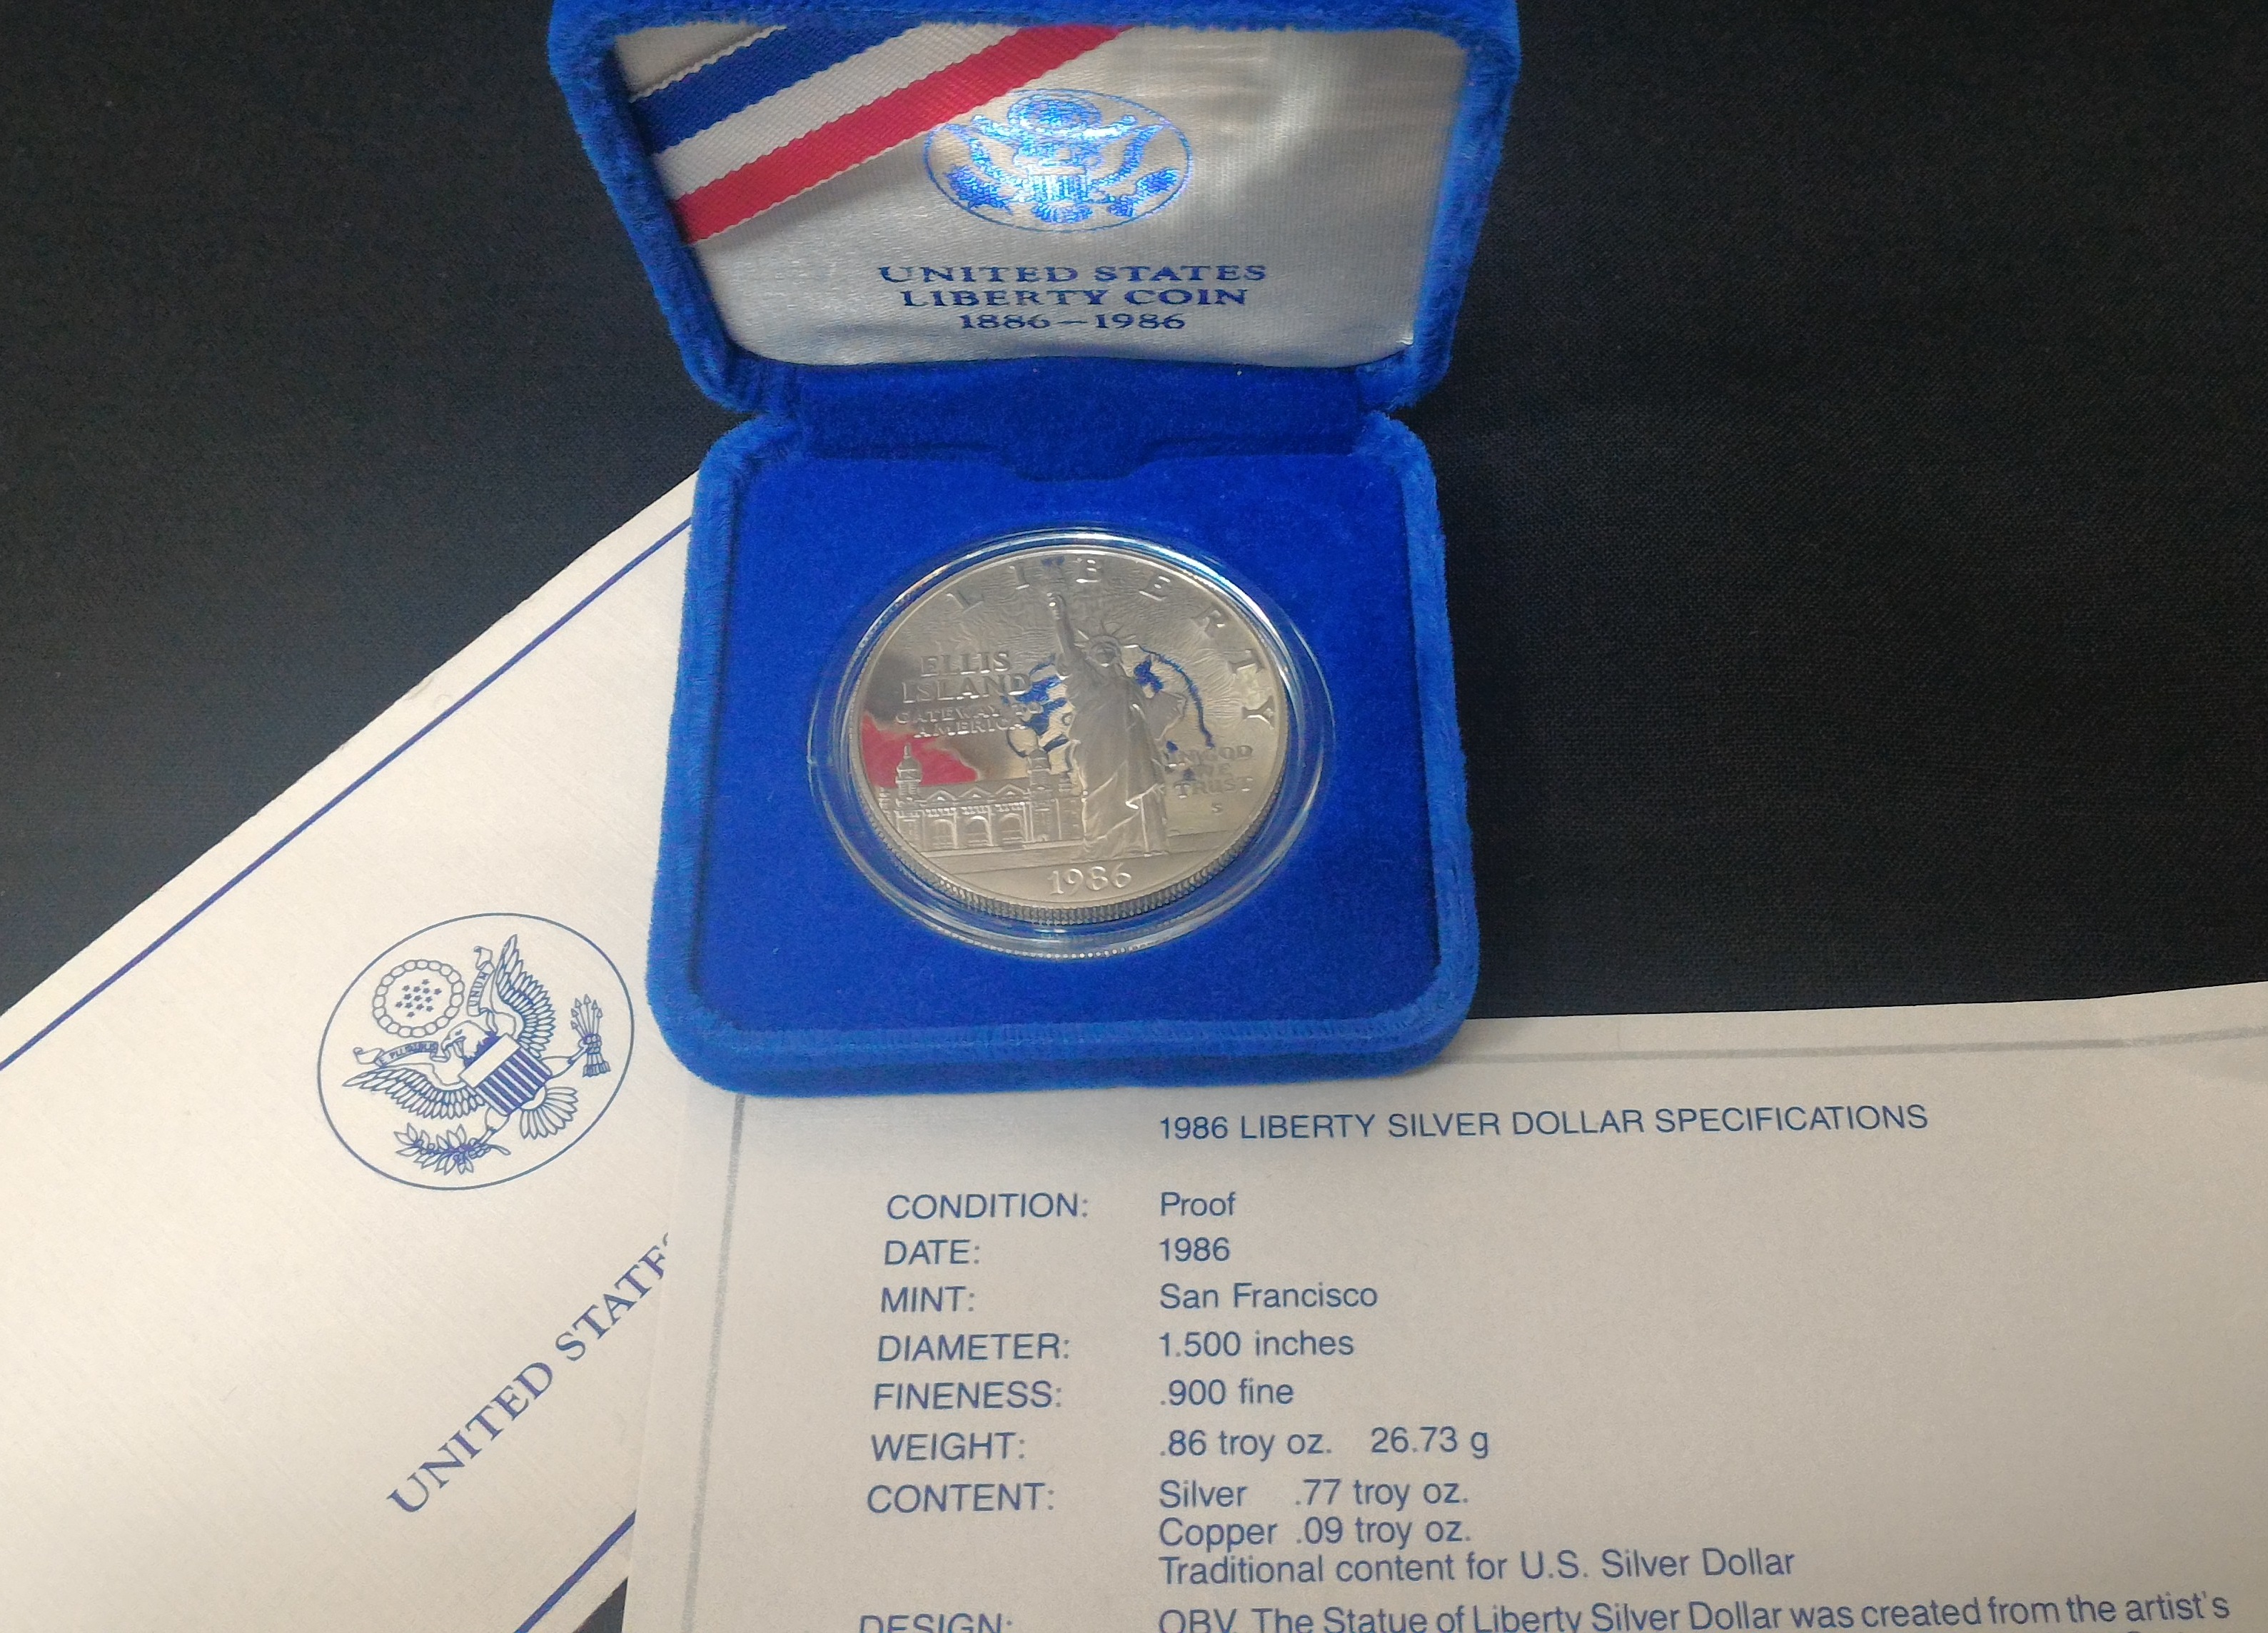 UNITED STATES
LIBERTY COIN
1886–1986
LIBERTY
ELLIS
ISLAND
GATEWAY TO
AMERICA
IN GOD
WE
TRUST
S
1986
UNITED
1986 LIBERTY SILVER DOLLAR SPECIFICATIONS
CONDITION: Proof
DATE: 1986
MINT: San Francisco
DIAMETER: 1.500 inches
FINENESS: .900 fine
WEIGHT: .86 troy oz. 26.73 g
CONTENT: Silver .77 troy oz.
Copper .09 troy oz.
Traditional content for U.S. Silver Dollar
DESIGN: OBV. The Statue of Liberty Silver Dollar was created from the artist's